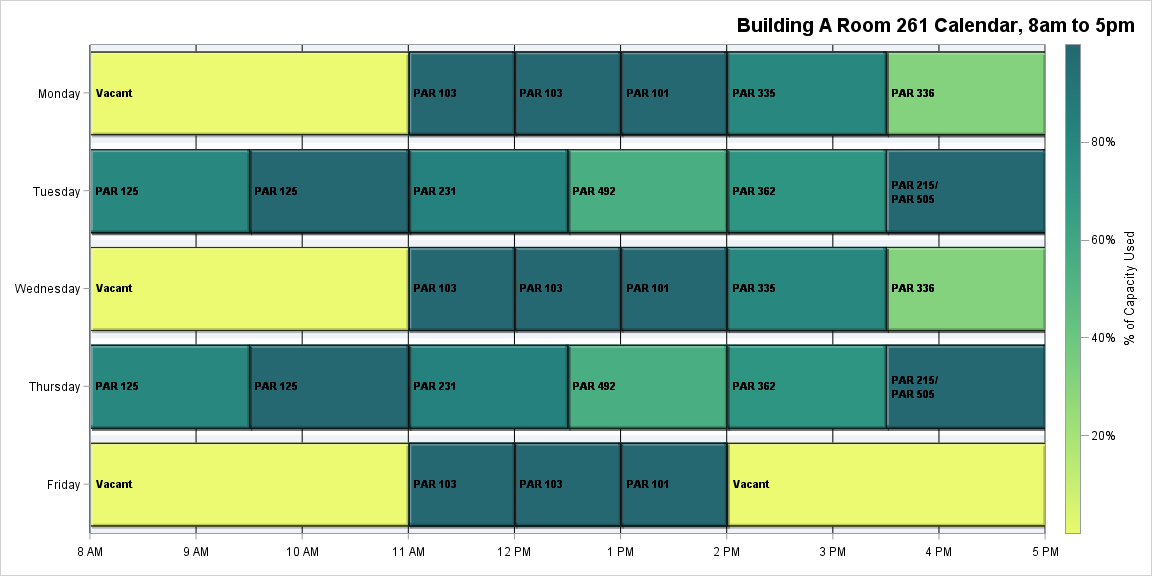 Building A Room 261 Calendar, 8am to 5pm
Monday
Vacant
PAR 103
PAR 103
PAR 101
PAR 335
PAR 336
Tuesday
PAR 125
PAR 125
PAR 231
PAR 492
PAR 362
PAR 215/
PAR 505
Wednesday
Vacant
PAR 103
PAR 103
PAR 101
PAR 335
PAR 336
Thursday
PAR 125
PAR 125
PAR 231
PAR 492
PAR 362
PAR 215/
PAR 505
Friday
Vacant
PAR 103
PAR 103
PAR 101
Vacant
8 AM
9 AM
10 AM
11 AM
12 PM
1 PM
2 PM
3 PM
4 PM
5 PM
80%
60%
40%
20%
% of Capacity Used